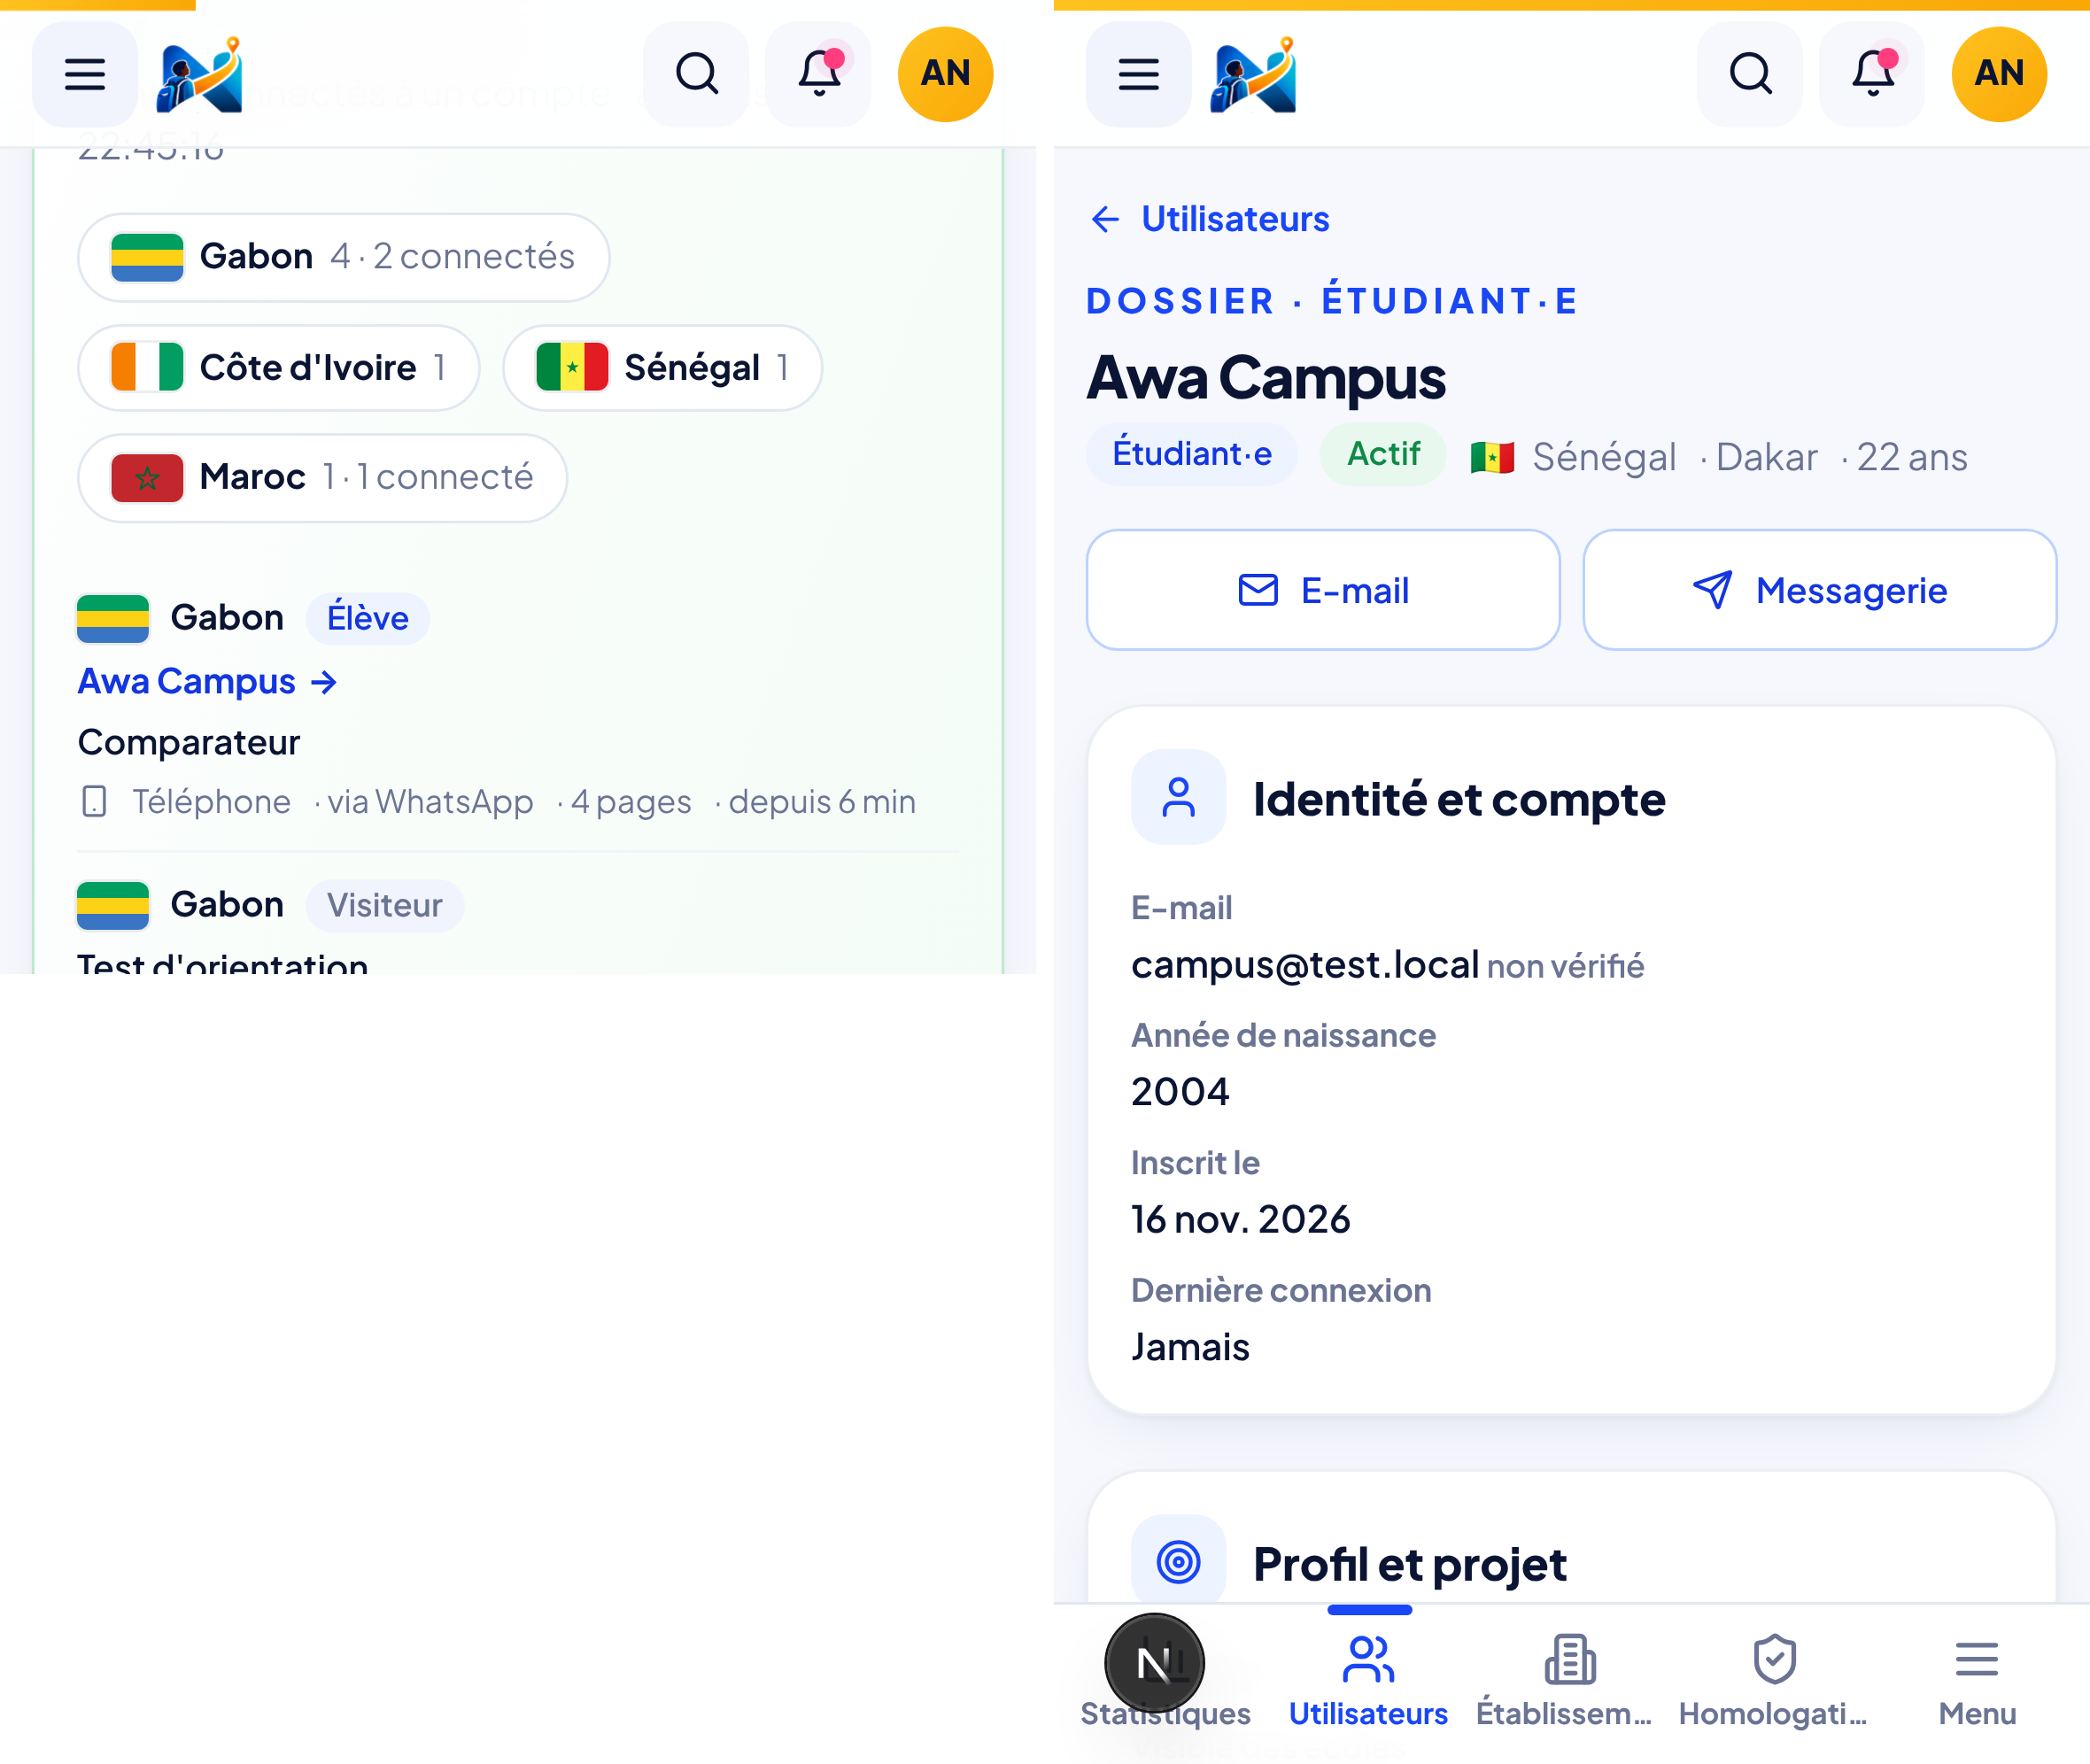 AN
nnectés à un compte
22:45:16
Gabon 4 · 2 connectés
Côte d'Ivoire 1
Sénégal 1
Maroc 1 · 1 connecté
Gabon Élève
Awa Campus →
Comparateur
Téléphone · via WhatsApp · 4 pages · depuis 6 min
Gabon Visiteur
Test d'orientation
AN
← Utilisateurs
DOSSIER · ÉTUDIANT·E
Awa Campus
Étudiant·e Actif Sénégal · Dakar · 22 ans
E-mail
Messagerie
Identité et compte
E-mail
campus@test.local non vérifié
Année de naissance
2004
Inscrit le
16 nov. 2026
Dernière connexion
Jamais
Profil et projet
N
Statistiques
Utilisateurs
Établissem...
Homologati...
Menu